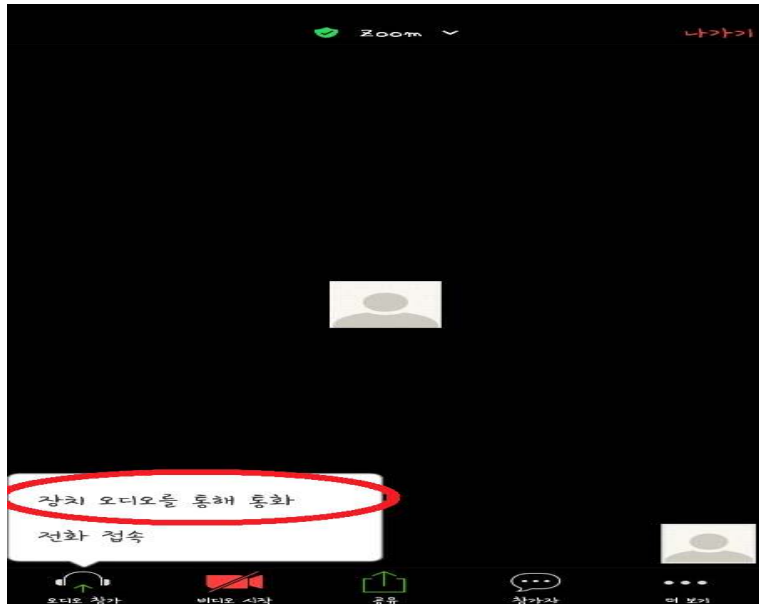 Zoom
나가기
장치 오디오를 통해 통화
전화 접속
오디오 참가
비디오 시작
공유
참가자
더 보기